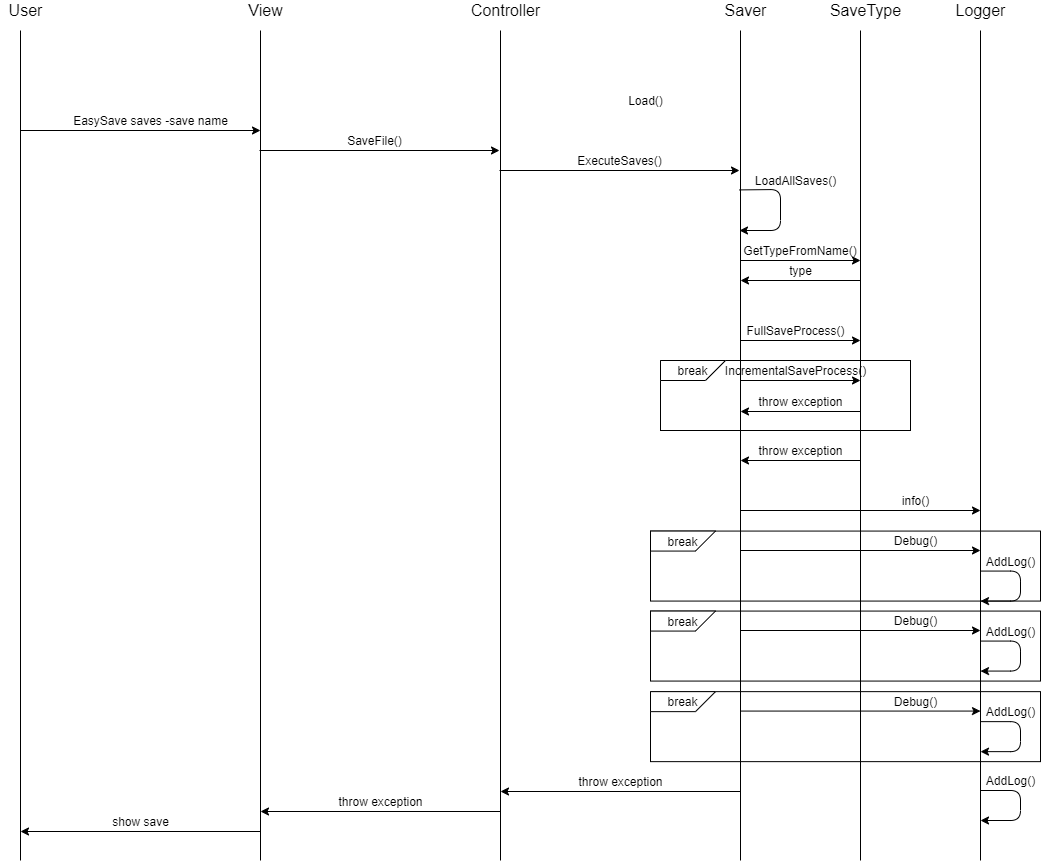 User
View
Controller
Saver
SaveType
Logger
Load()
EasySave saves -save name
SaveFile()
ExecuteSaves()
LoadAllSaves()
GetTypeFromName()
type
FullSaveProcess()
break
IncrementalSaveProcess()
throw exception
throw exception
info()
break
Debug()
AddLog()
break
Debug()
AddLog()
break
Debug()
AddLog()
throw exception
AddLog()
throw exception
show save